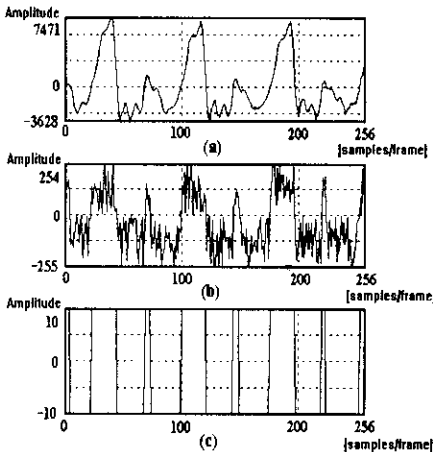 Amplitude
7471
0
-3628
0 100 200 256
(a) [samples/frame]
Amplitude
254
0
-255
0 100 200 256
(b) [samples/frame]
Amplitude
10
0
-10
0 100 200 256
(c) [samples/frame]